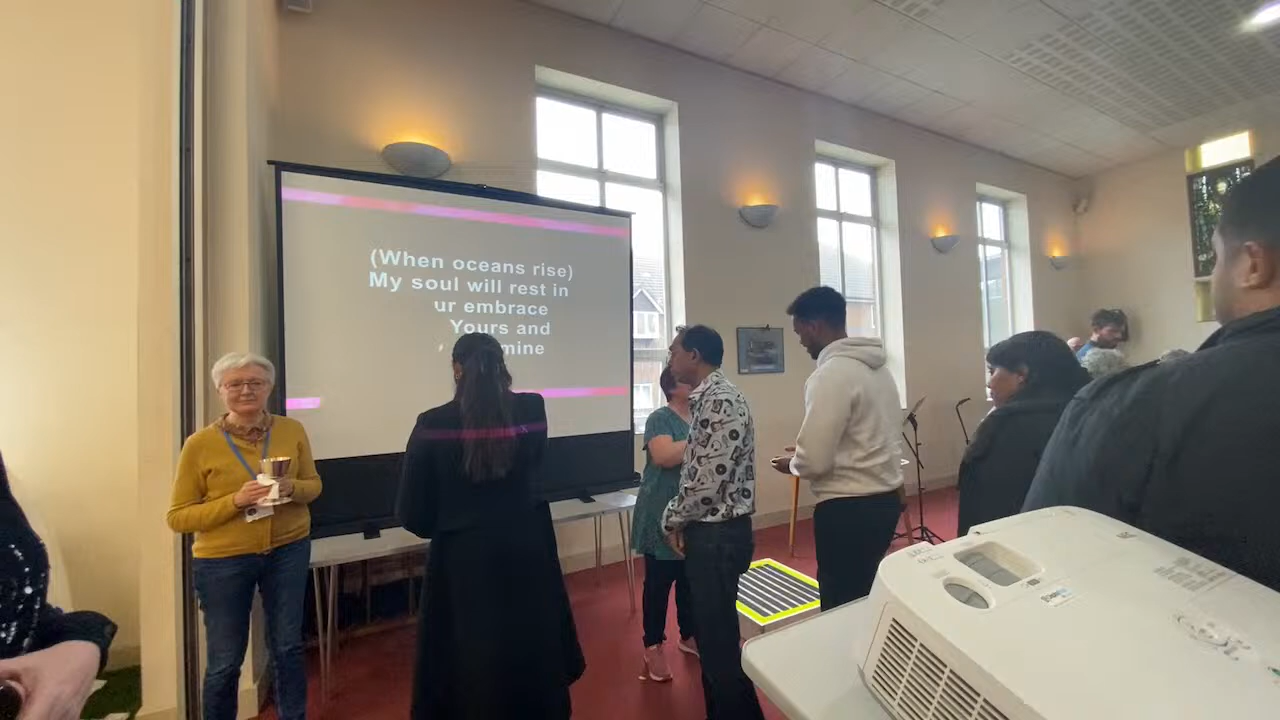 (When oceans rise)
My soul will rest in
ur embrace
Yours and
mine